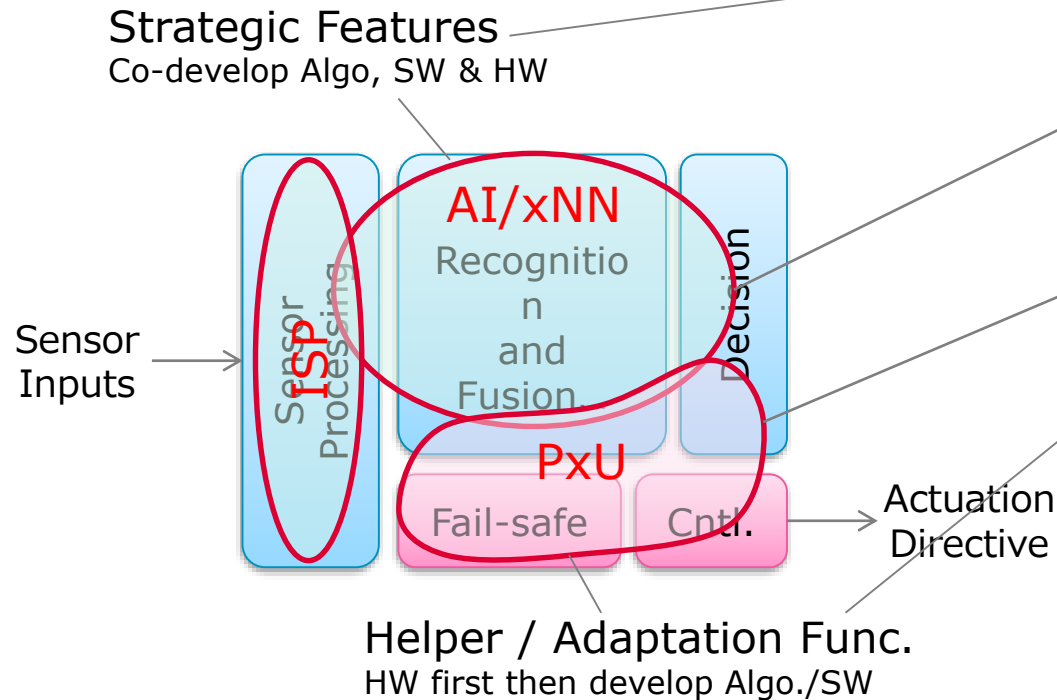 Strategic Features
Co-develop Algo, SW & HW
AI/xNN
Recognitio
n
and
Fusion..
Decision
Sensor
Processing
ISP
Sensor
Inputs
PxU
Fail-safe
Cntl.
Actuation
Directive
Helper / Adaptation Func.
HW first then develop Algo./SW